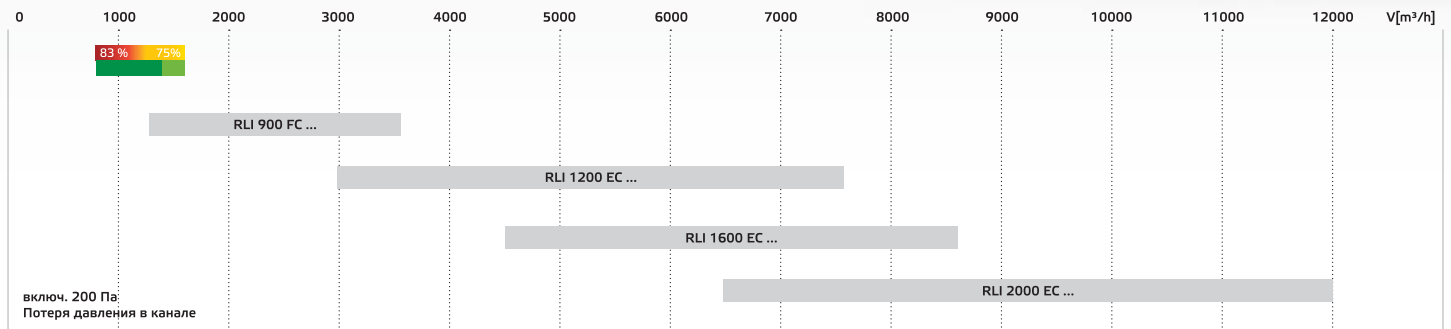 0 1000 2000 3000 4000 5000 6000 7000 8000 9000 10000 11000 12000 V[m³/h]
83 % 75%
RLI 900 FC ...
RLI 1200 EC ...
RLI 1600 EC ...
RLI 2000 EC ...
включ. 200 Па
Потеря давления в канале